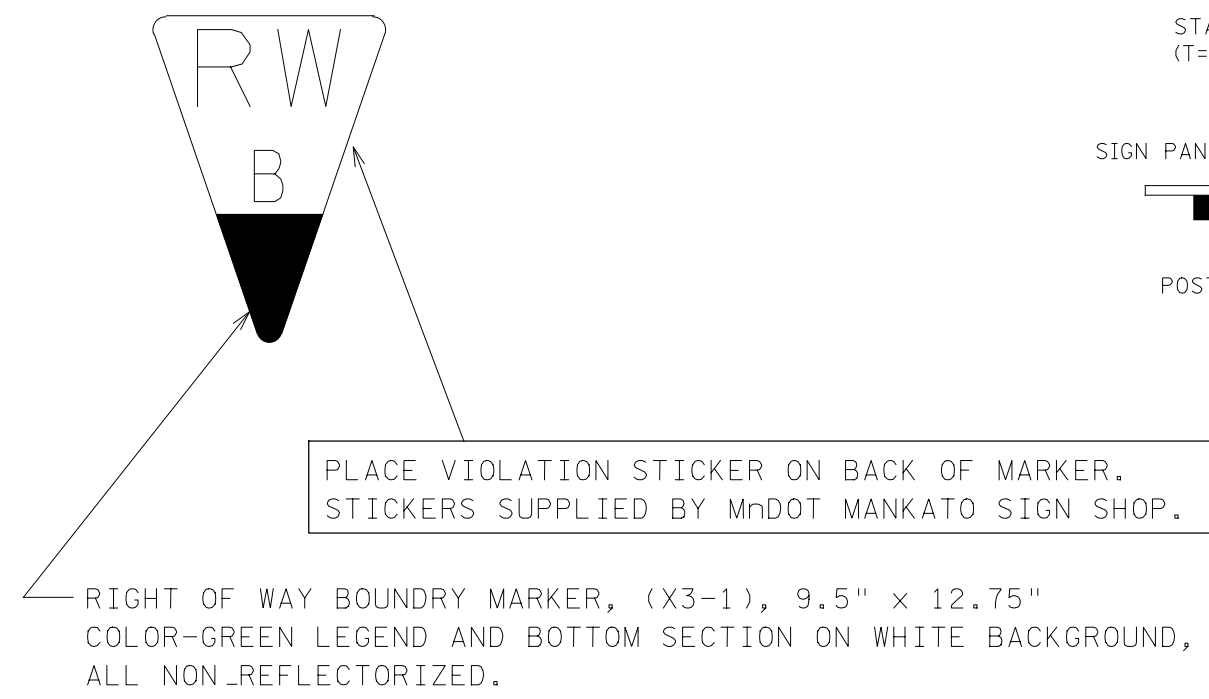 RW
B
STA
(T=
SIGN PAN
POST
PLACE VIOLATION STICKER ON BACK OF MARKER.
STICKERS SUPPLIED BY MnDOT MANKATO SIGN SHOP.
RIGHT OF WAY BOUNDRY MARKER, (X3-1), 9.5" x 12.75"
COLOR-GREEN LEGEND AND BOTTOM SECTION ON WHITE BACKGROUND,
ALL NON_REFLECTORIZED.